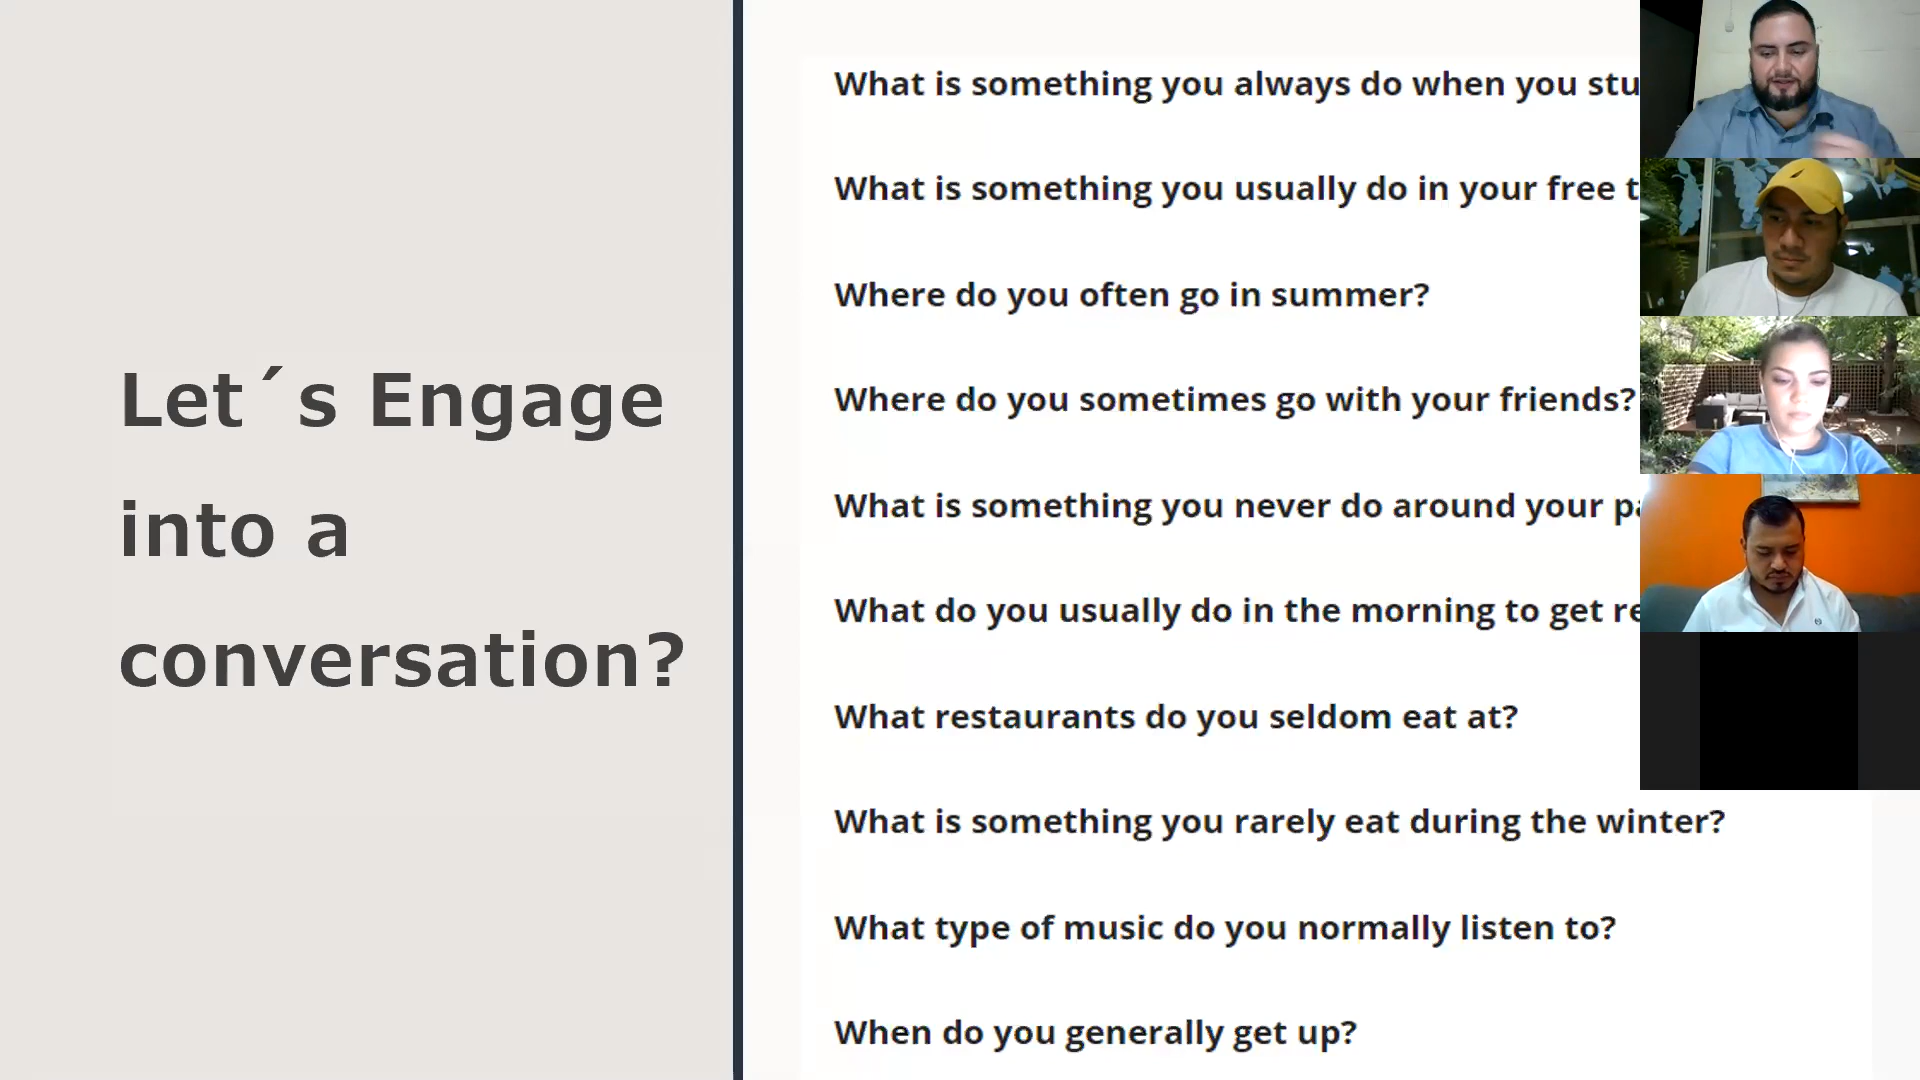 Let´s Engage
into a
conversation?
What is something you always do when you
What is something you usually do in your free
Where do you often go in summer?
Where do you sometimes go with your friends?
What is something you never do around your
What do you usually do in the morning to get
What restaurants do you seldom eat at?
What is something you rarely eat during the winter?
What type of music do you normally listen to?
When do you generally get up?